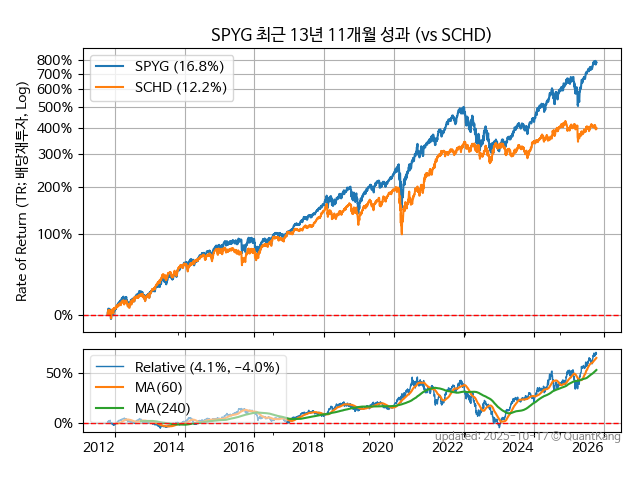 SPYG 최근 13년 11개월 성과 (vs SCHD)
Rate of Return (TR: 배당재투자, Log)
800%
700%
600%
500%
400%
300%
200%
100%
0%
SPYG (16.8%)
SCHD (12.2%)
50%
0%
Relative (4.1%, -4.0%)
MA(60)
MA(240)
2012 2014 2016 2018 2020 2022 2024 2026
updated: 2025-10-17 © QuantKang